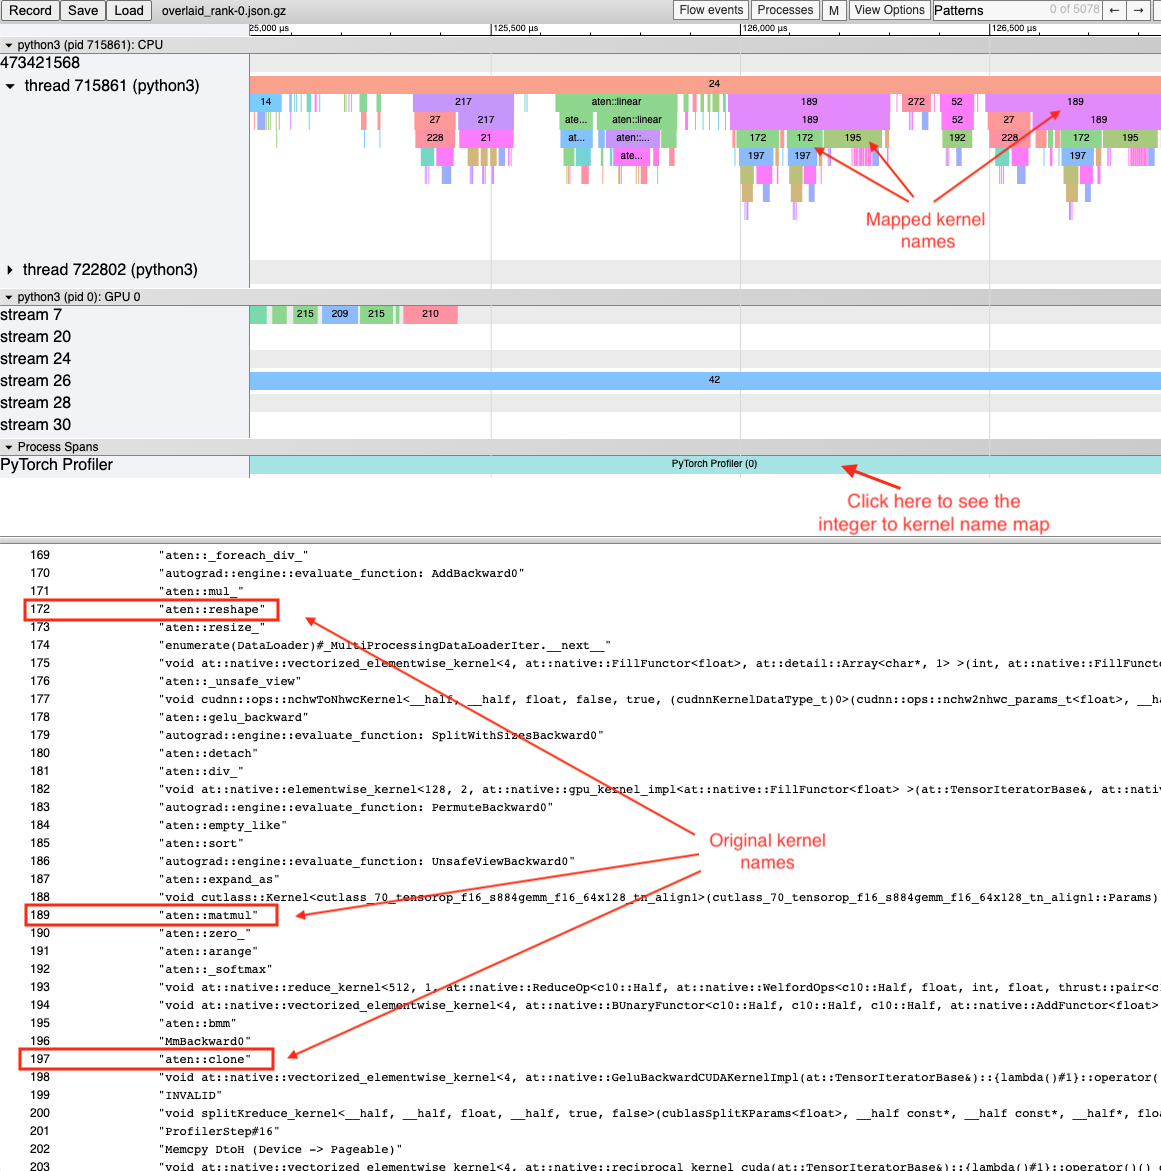 Record Save Load overlaid_rank-0.json.gz Flow events Processes M View Options Patterns 0 of 5078 ← →
25,000 µs 125,500 µs 126,000 µs 126,500 µs
python3 (pid 715861): CPU
473421568
thread 715861 (python3)
24
14 217 aten::linear 189 272 52 189
27 217 ate... aten::linear 189 52 27 189
228 21 at... aten::... 172 172 195 192 228 172 195
ate... 197 197 197
Mapped kernel
names
thread 722802 (python3)
python3 (pid 0): GPU 0
stream 7 215 209 215 210
stream 20
stream 24
stream 26 42
stream 28
stream 30
Process Spans
PyTorch Profiler PyTorch Profiler (0)
Click here to see the
integer to kernel name map
169 "aten::_foreach_div_"
170 "autograd::engine::evaluate_function: AddBackward0"
171 "aten::mul_"
172 "aten::reshape"
173 "aten::resize_"
174 "enumerate(DataLoader)#_MultiProcessingDataLoaderIter.__next__"
175 "void at::native::vectorized_elementwise_kernel<4, at::native::FillFunctor<float>, at::detail::Array<char*, 1> >(int, at::native::FillFunct
176 "aten::_unsafe_view"
177 "void cudnn::ops::nchwToNhwcKernel<__half, __half, float, false, true, (cudnnKernelDataType_t)0>(cudnn::ops::nchw2nhwc_params_t<float>, __ha
178 "aten::gelu_backward"
179 "autograd::engine::evaluate_function: SplitWithSizesBackward0"
180 "aten::detach"
181 "aten::div_"
182 "void at::native::elementwise_kernel<128, 2, at::native::gpu_kernel_impl<at::native::FillFunctor<float> >(at::TensorIteratorBase&, at::nati
183 "autograd::engine::evaluate_function: PermuteBackward0"
184 "aten::empty_like"
185 "aten::sort"
186 "autograd::engine::evaluate_function: UnsafeViewBackward0"
187 "aten::expand_as"
188 "void cutlass::Kernel<cutlass_70_tensorop_f16_s884gemm_f16_64x128_tn_align1>(cutlass_70_tensorop_f16_s884gemm_f16_64x128_tn_align1::Params)
189 "aten::matmul"
190 "aten::zero_"
191 "aten::arange"
192 "aten::_softmax"
193 "void at::native::reduce_kernel<512, 1, at::native::ReduceOp<c10::Half, at::native::WelfordOps<c10::Half, float, int, float, thrust::pair<c
194 "void at::native::vectorized_elementwise_kernel<4, at::native::BUnaryFunctor<c10::Half, c10::Half, c10::Half, at::native::AddFunctor<float>
195 "aten::bmm"
196 "MmBackward0"
197 "aten::clone"
198 "void at::native::vectorized_elementwise_kernel<4, at::native::GeluBackwardCUDAKernelImpl(at::TensorIteratorBase&)::{lambda()#1}::operator(
199 "INVALID"
200 "void splitKreduce_kernel<__half, __half, float, __half, true, false>(cublasSplitKParams<float>, __half const*, __half const*, __half*, floa
201 "ProfilerStep#16"
202 "Memcpy DtoH (Device -> Pageable)"
203 "void at::native::vectorized_elementwise_kernel<4, at::native::reciprocal_kernel_cuda(at::TensorIteratorBase&)::{lambda()#1}::operator()()
Original kernel
names